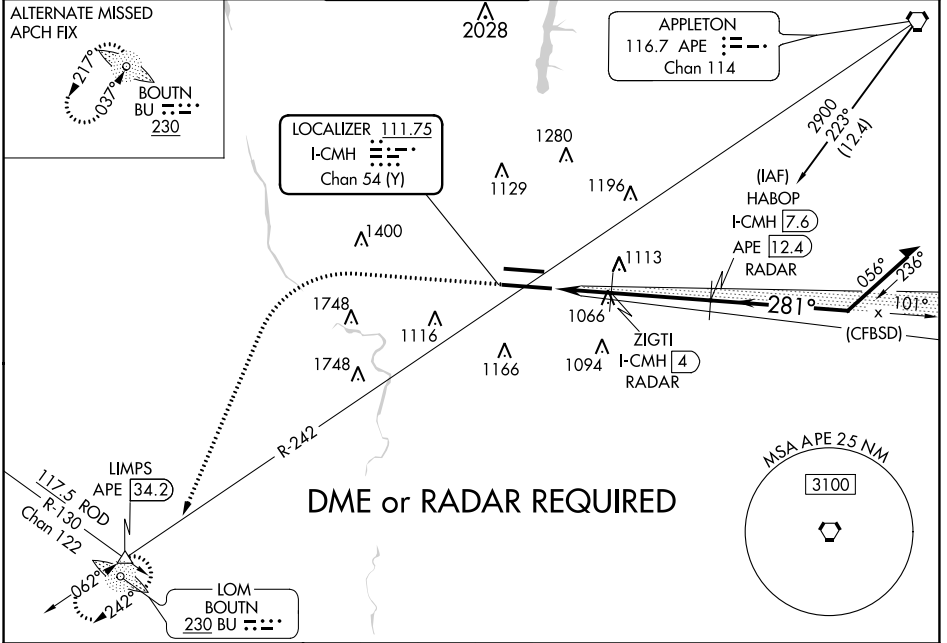 ALTERNATE MISSED
APCH FIX
217°
037°
BOUTN
BU
230
2028
APPLETON
116.7 APE
Chan 114
2900
223°
(12.4)
LOCALIZER 111.75
I-CMH
Chan 54 (Y)
1280
1129
1196
1400
(IAF)
HABOP
I-CMH 7.6
APE 12.4
RADAR
1113
056°
236°
281°
101°
x
(CFBSD)
1748
1116
1066
ZIGTI
I-CMH 4
RADAR
1748
1166
1094
R-242
MSA APE 25 NM
3100
LIMPS
APE 34.2
117.5 ROD
R-130
Chan 122
DME or RADAR REQUIRED
062°
242°
LOM
BOUTN
230 BU